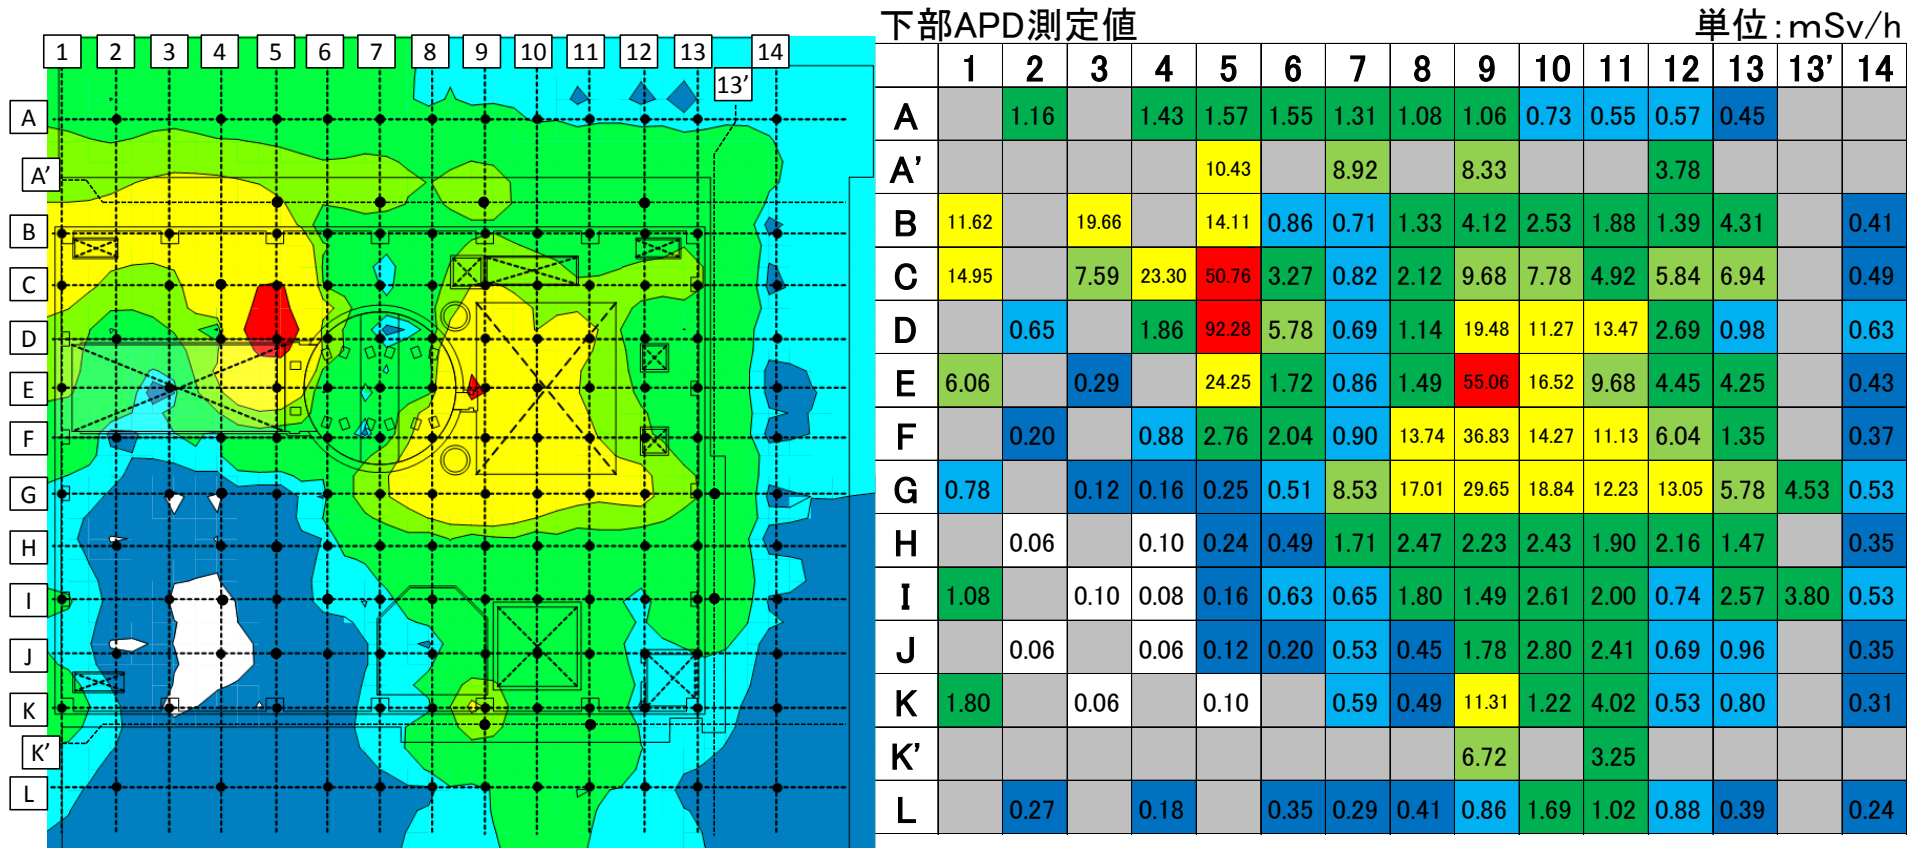 下部APD測定値 単位:mSv/h
1 2 3 4 5 6 7 8 9 10 11 12 13 14
13'
A
A'
B
C
D
E
F
G
H
I
J
K
K'
L
1 2 3 4 5 6 7 8 9 10 11 12 13 13' 14
A 1.16 1.43 1.57 1.55 1.31 1.08 1.06 0.73 0.55 0.57 0.45
A' 10.43 8.92 8.33 3.78
B 11.62 19.66 14.11 0.86 0.71 1.33 4.12 2.53 1.88 1.39 4.31 0.41
C 14.95 7.59 23.30 50.76 3.27 0.82 2.12 9.68 7.78 4.92 5.84 6.94 0.49
D 0.65 1.86 92.28 5.78 0.69 1.14 19.48 11.27 13.47 2.69 0.98 0.63
E 6.06 0.29 24.25 1.72 0.86 1.49 55.06 16.52 9.68 4.45 4.25 0.43
F 0.20 0.88 2.76 2.04 0.90 13.74 36.83 14.27 11.13 6.04 1.35 0.37
G 0.78 0.12 0.16 0.25 0.51 8.53 17.01 29.65 18.84 12.23 13.05 5.78 4.53 0.53
H 0.06 0.10 0.24 0.49 1.71 2.47 2.23 2.43 1.90 2.16 1.47 0.35
I 1.08 0.10 0.08 0.16 0.63 0.65 1.80 1.49 2.61 2.00 0.74 2.57 3.80 0.53
J 0.06 0.06 0.12 0.20 0.53 0.45 1.78 2.80 2.41 0.69 0.96 0.35
K 1.80 0.06 0.10 0.59 0.49 11.31 1.22 4.02 0.53 0.80 0.31
K' 6.72 3.25
L 0.27 0.18 0.35 0.29 0.41 0.86 1.69 1.02 0.88 0.39 0.24